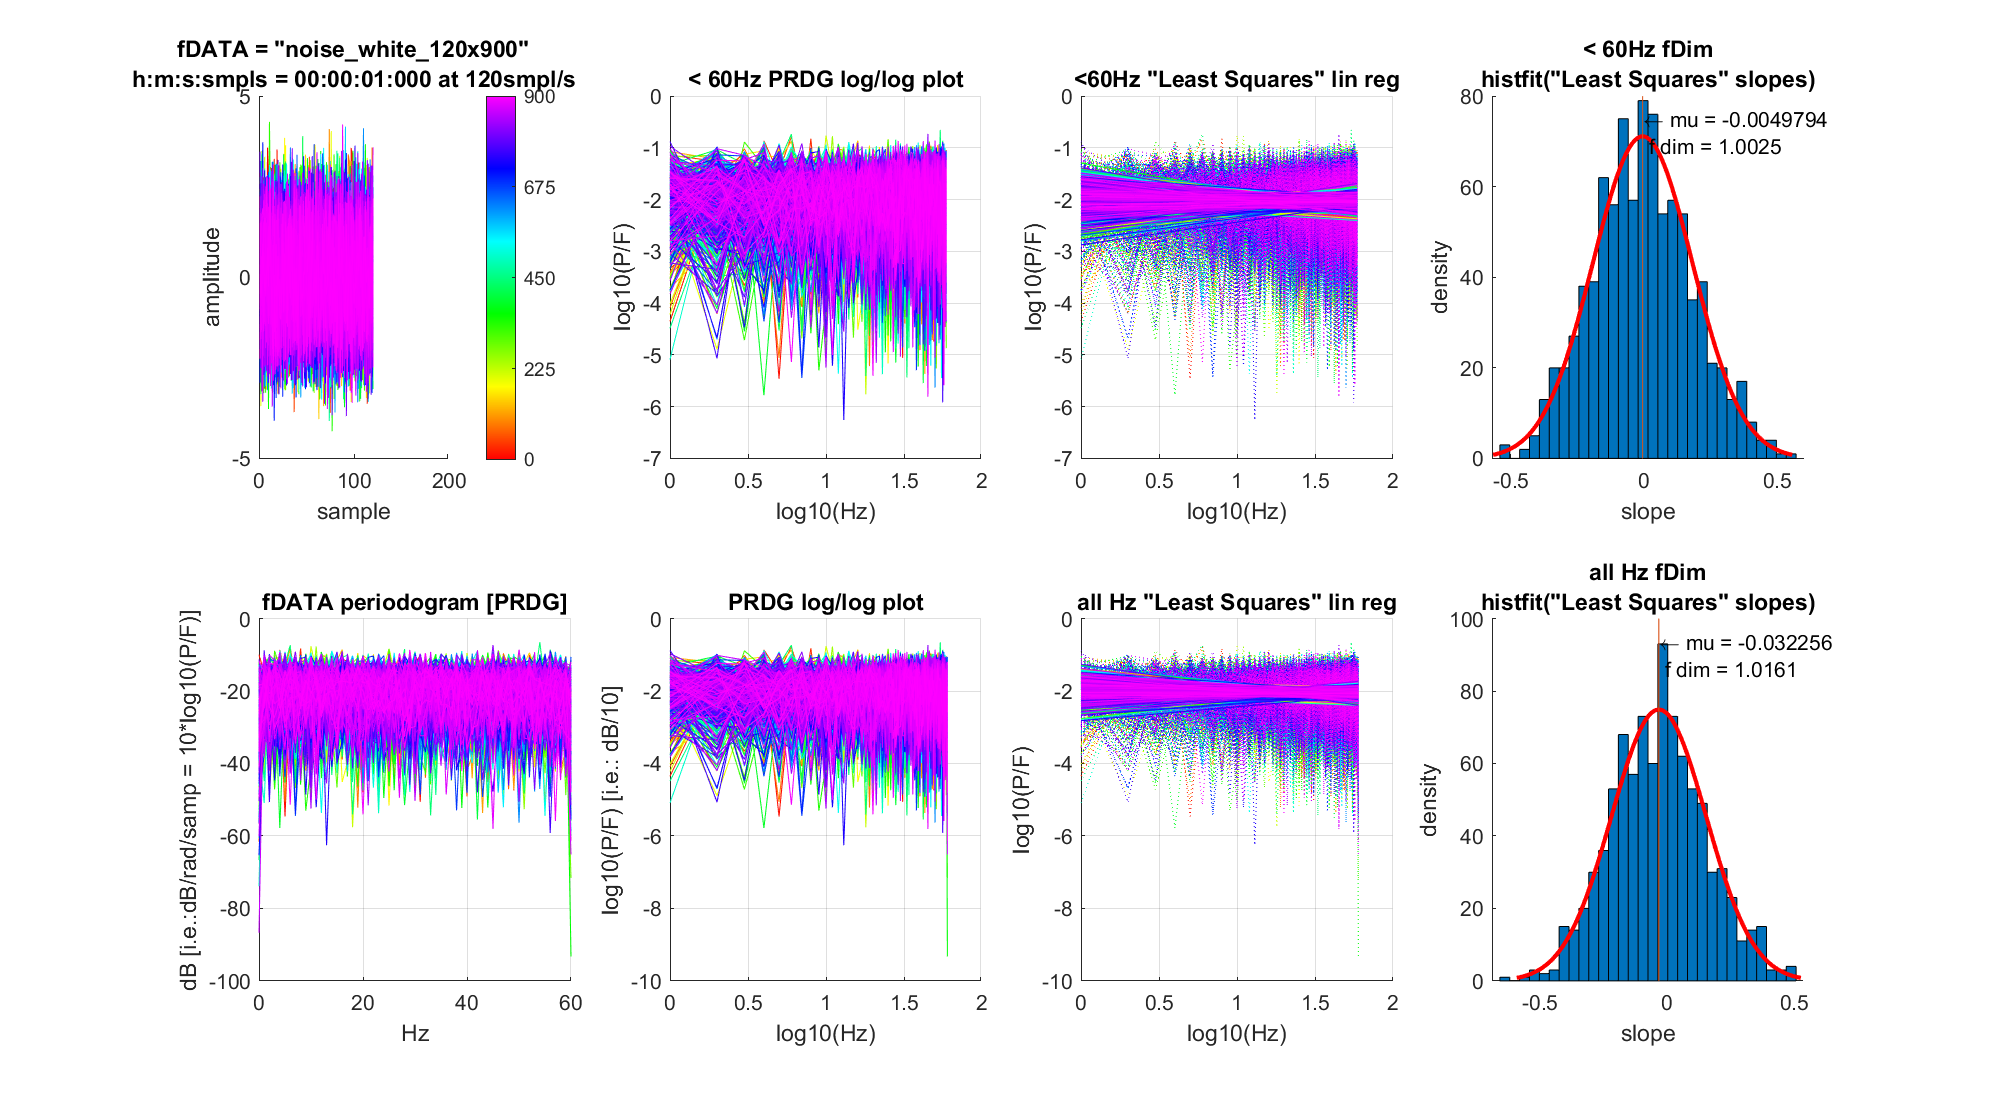 fDATA = "noise_white_120x900"
h:m:s:smpls = 00:00:01:000 at 120smpl/s
5
0
-5
amplitude
0
100
200
sample
900
675
450
225
0
< 60Hz PRDG log/log plot
0
-1
-2
-3
-4
-5
-6
-7
log10(P/F)
0
0.5
1
1.5
2
log10(Hz)
<60Hz "Least Squares" lin reg
0
-1
-2
-3
-4
-5
-6
-7
log10(P/F)
0
0.5
1
1.5
2
log10(Hz)
< 60Hz fDim
histfit("Least Squares" slopes)
80
60
40
20
0
density
← mu = -0.0049794
f dim = 1.0025
-0.5
0
0.5
slope
fDATA periodogram [PRDG]
0
-20
-40
-60
-80
-100
dB [i.e.:dB/rad/samp = 10*log10(P/F)]
0
20
40
60
Hz
PRDG log/log plot
0
-2
-4
-6
-8
-10
log10(P/F) [i.e.: dB/10]
0
0.5
1
1.5
2
log10(Hz)
all Hz "Least Squares" lin reg
0
-2
-4
-6
-8
-10
log10(P/F)
0
0.5
1
1.5
2
log10(Hz)
all Hz fDim
histfit("Least Squares" slopes)
100
80
60
40
20
0
density
← mu = -0.032256
f dim = 1.0161
-0.5
0
0.5
slope